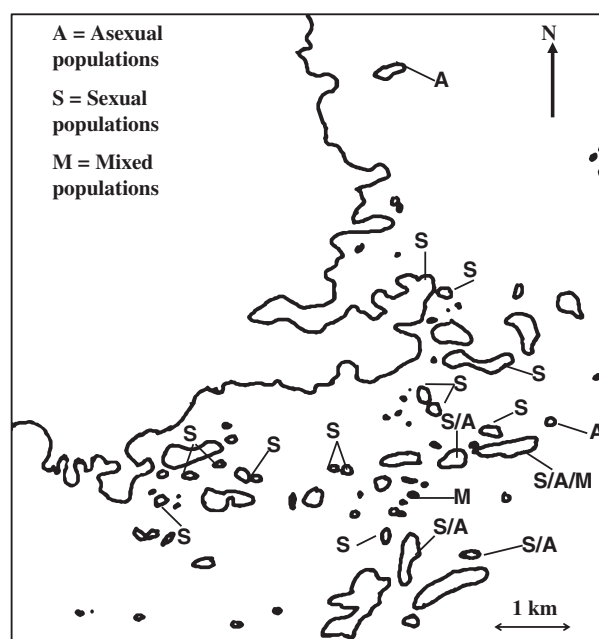 A = Asexual
populations
N
A
S = Sexual
populations
M = Mixed
populations
S
S
S
S
S/A
S
S
S
S
A
S/A/M
M
S
S/A
S
S/A
1 km